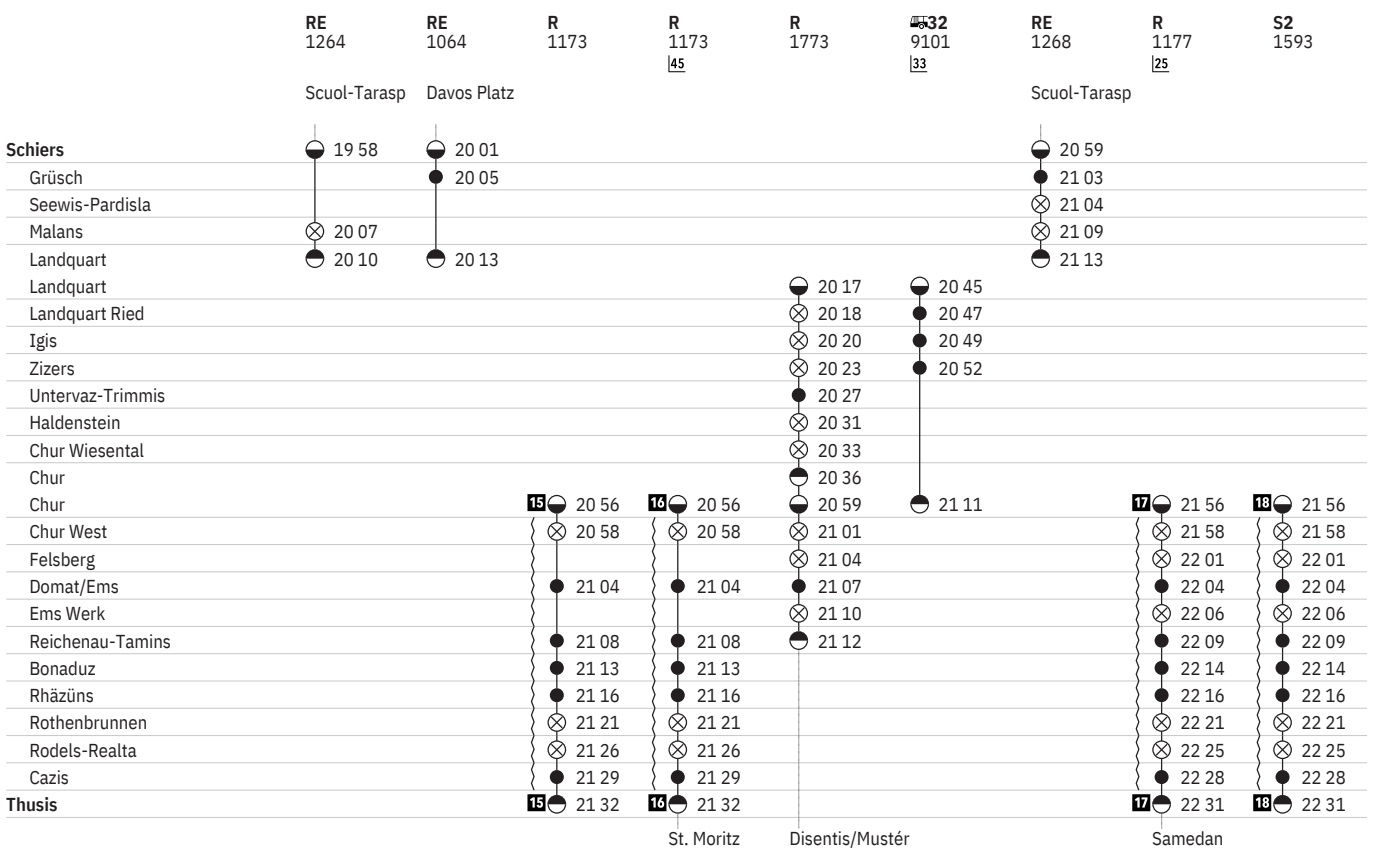 RE RE R R R 32 RE R S2
1264 1064 1173 1173 1773 9101 1268 1177 1593
45 33 25
Scuol-Tarasp Davos Platz Scuol-Tarasp
Schiers 19 58 20 01 20 59
Grüsch 20 05 21 03
Seewis-Pardisla 21 04
Malans 20 07 21 09
Landquart 20 10 20 13 21 13
Landquart 20 17 20 45
Landquart Ried 20 18 20 47
Igis 20 20 20 49
Zizers 20 23 20 52
Untervaz-Trimmis 20 27
Haldenstein 20 31
Chur Wiesental 20 33
Chur 20 36
Chur 15 20 56 16 20 56 20 59 21 11 17 21 56 18 21 56
Chur West 20 58 20 58 21 01 21 58 21 58
Felsberg 21 04 22 01 22 01
Domat/Ems 21 04 21 04 21 07 22 04 22 04
Ems Werk 21 10 22 06 22 06
Reichenau-Tamins 21 08 21 08 21 12 22 09 22 09
Bonaduz 21 13 21 13 22 14 22 14
Rhäzüns 21 16 21 16 22 16 22 16
Rothenbrunnen 21 21 21 21 22 21 22 21
Rodels-Realta 21 26 21 26 22 25 22 25
Cazis 21 29 21 29 22 28 22 28
Thusis 15 21 32 16 21 32 17 22 31 18 22 31
St. Moritz Disentis/Mustér Samedan